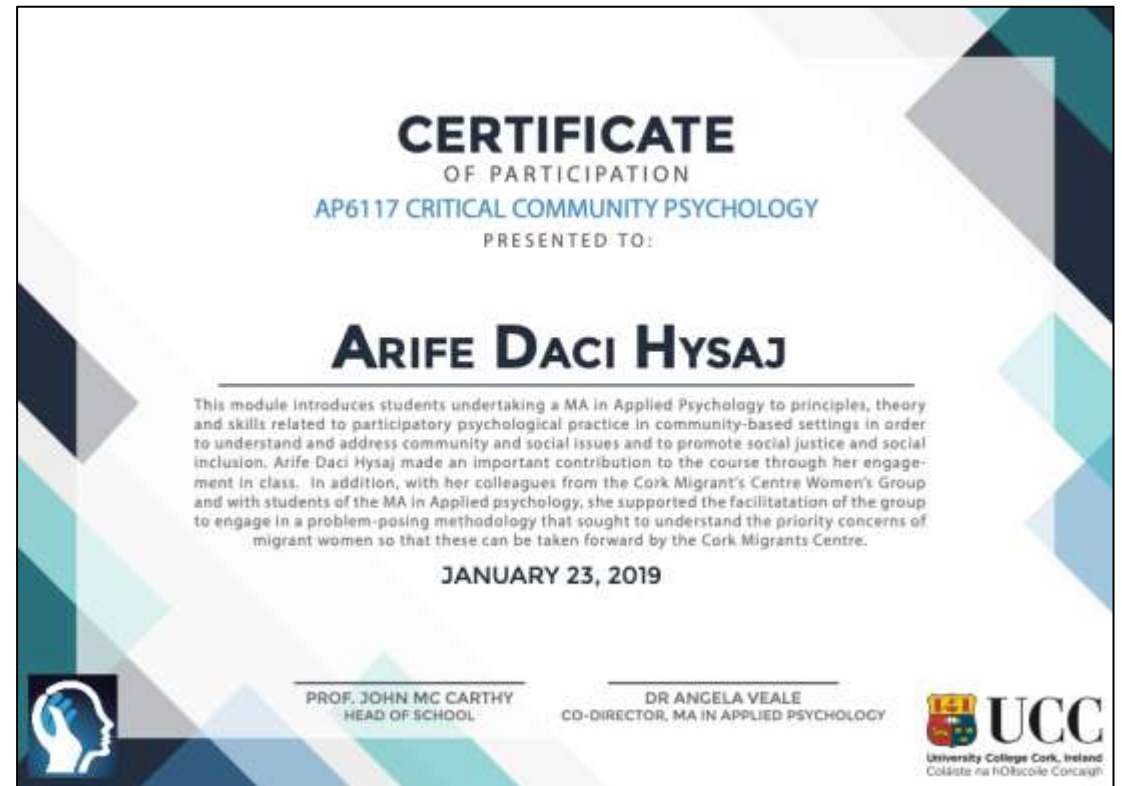 CERTIFICATE
OF PARTICIPATION
AP6117 CRITICAL COMMUNITY PSYCHOLOGY
PRESENTED TO:
ARIFE DACI HYSAJ
This module introduces students undertaking a MA in Applied Psychology to principles, theory
and skills related to participatory psychological practice in community-based settings in order
to understand and address community and social issues and to promote social justice and social
inclusion. Arife Daci Hysaj made an important contribution to the course through her engage-
ment in class. In addition, with her colleagues from the Cork Migrant's Centre Women's Group
and with students of the MA in Applied psychology, she supported the facilitatation of the group
to engage in a problem-posing methodology that sought to understand the priority concerns of
migrant women so that these can be taken forward by the Cork Migrants Centre.
JANUARY 23, 2019
PROF. JOHN MC CARTHY
HEAD OF SCHOOL
DR ANGELA VEALE
CO-DIRECTOR, MA IN APPLIED PSYCHOLOGY
UCC
University College Cork, Ireland
Coláiste na hOllscoile Corcaigh